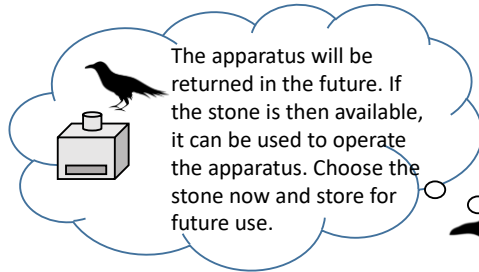 The apparatus will be
returned in the future. If
the stone is then available,
it can be used to operate
the apparatus. Choose the
stone now and store for
future use.